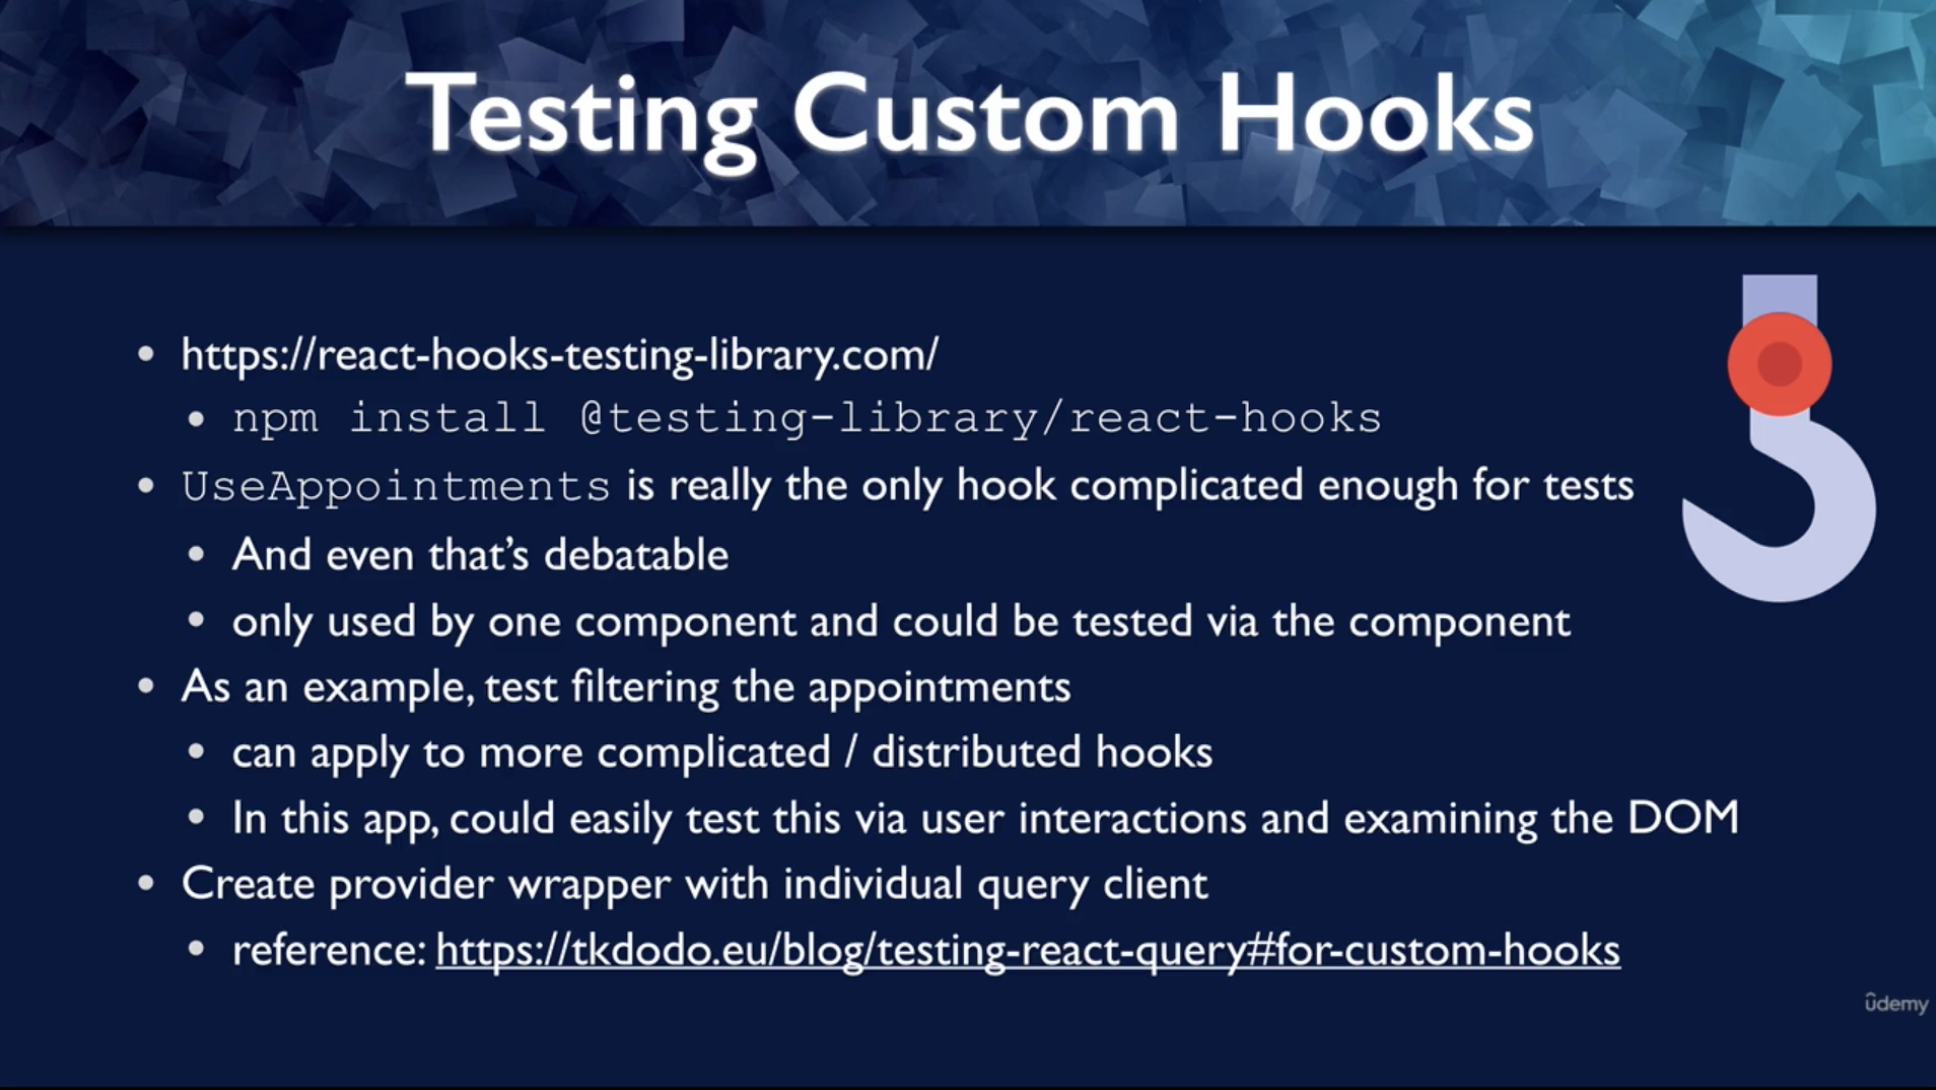 Testing Custom Hooks
• https://react-hooks-testing-library.com/
• npm install @testing-library/react-hooks
• UseAppointments is really the only hook complicated enough for tests
• And even that’s debatable
• only used by one component and could be tested via the component
• As an example, test filtering the appointments
• can apply to more complicated / distributed hooks
• In this app, could easily test this via user interactions and examining the DOM
• Create provider wrapper with individual query client
• reference: https://tkdodo.eu/blog/testing-react-query#for-custom-hooks
ûdemy